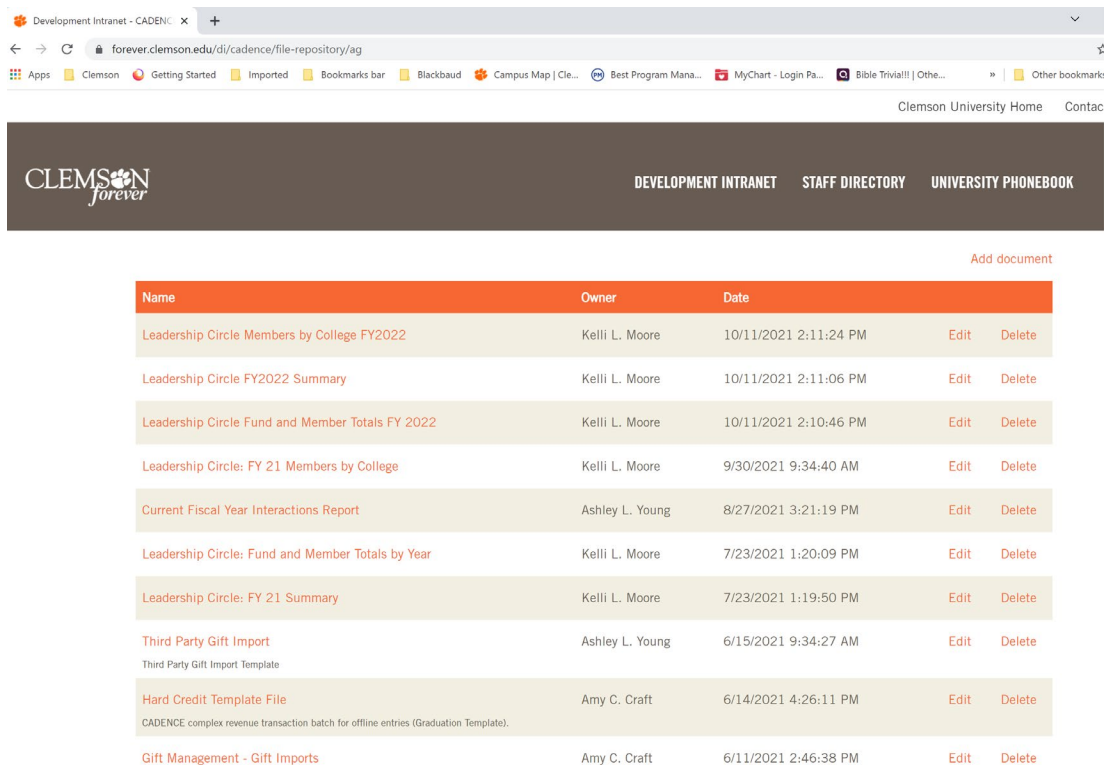 Development Intranet - CADENC
forever.clemson.edu/di/cadence/file-repository/ag
Apps Clemson Getting Started Imported Bookmarks bar Blackbaud Campus Map | Cle... PM Best Program Mana... MyChart - Login Pa... Bible Trivia!!! | Othe... » Other bookmarks
Clemson University Home Contac
CLEMSON forever
DEVELOPMENT INTRANET STAFF DIRECTORY UNIVERSITY PHONEBOOK
Add document
Name Owner Date
Leadership Circle Members by College FY2022 Kelli L. Moore 10/11/2021 2:11:24 PM Edit Delete
Leadership Circle FY2022 Summary Kelli L. Moore 10/11/2021 2:11:06 PM Edit Delete
Leadership Circle Fund and Member Totals FY 2022 Kelli L. Moore 10/11/2021 2:10:46 PM Edit Delete
Leadership Circle: FY 21 Members by College Kelli L. Moore 9/30/2021 9:34:40 AM Edit Delete
Current Fiscal Year Interactions Report Ashley L. Young 8/27/2021 3:21:19 PM Edit Delete
Leadership Circle: Fund and Member Totals by Year Kelli L. Moore 7/23/2021 1:20:09 PM Edit Delete
Leadership Circle: FY 21 Summary Kelli L. Moore 7/23/2021 1:19:50 PM Edit Delete
Third Party Gift Import Ashley L. Young 6/15/2021 9:34:27 AM Edit Delete
Third Party Gift Import Template
Hard Credit Template File Amy C. Craft 6/14/2021 4:26:11 PM Edit Delete
CADENCE complex revenue transaction batch for offline entries (Graduation Template).
Gift Management - Gift Imports Amy C. Craft 6/11/2021 2:46:38 PM Edit Delete